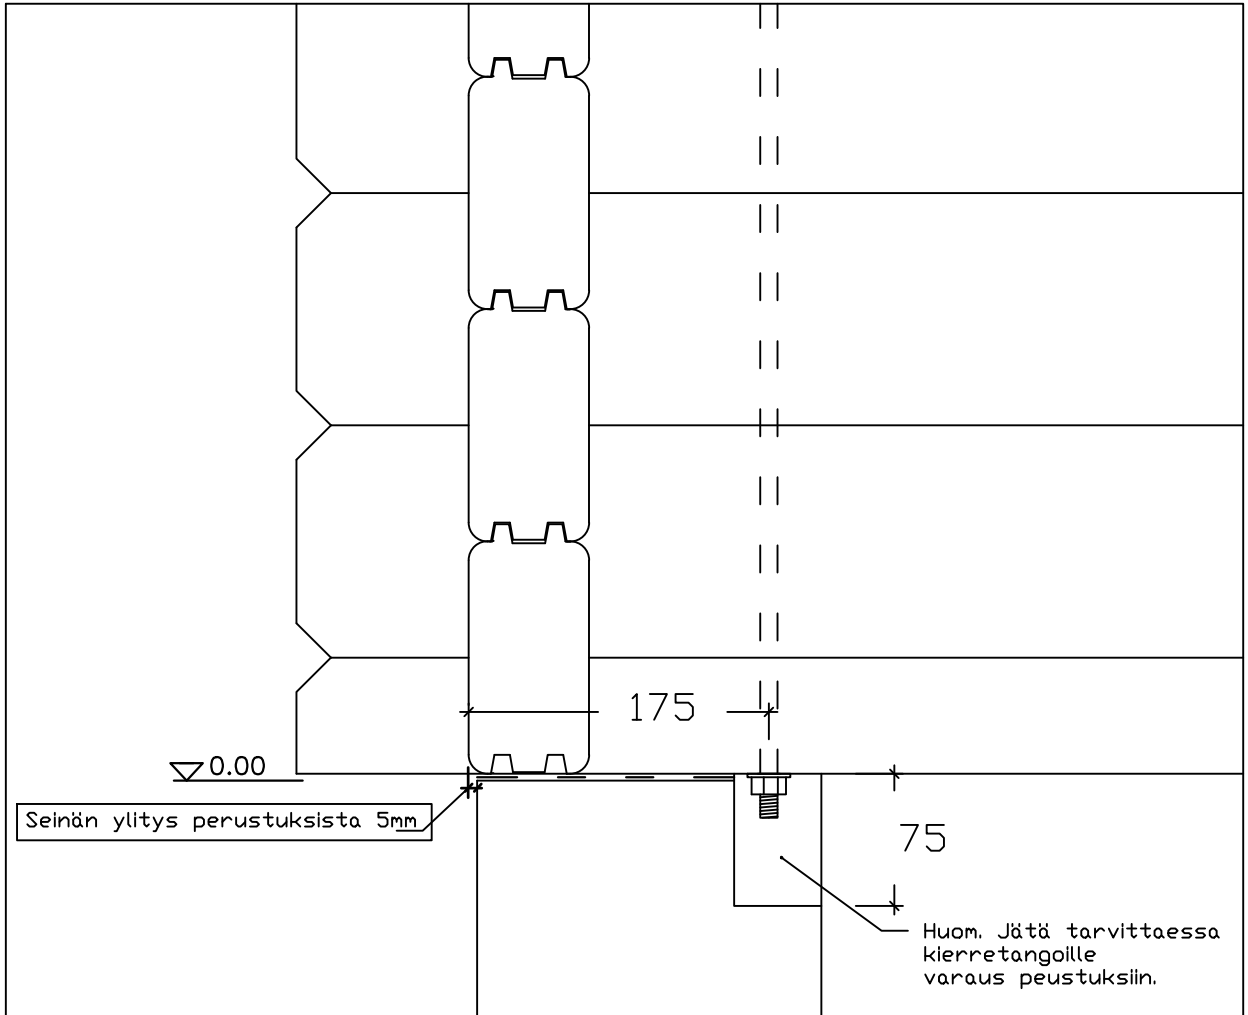 175
0.00
Seinän ylitys perustuksista 5mm
75
Huom. Jätä tarvittaessa
kierretangoille
varaus peustuksiin.